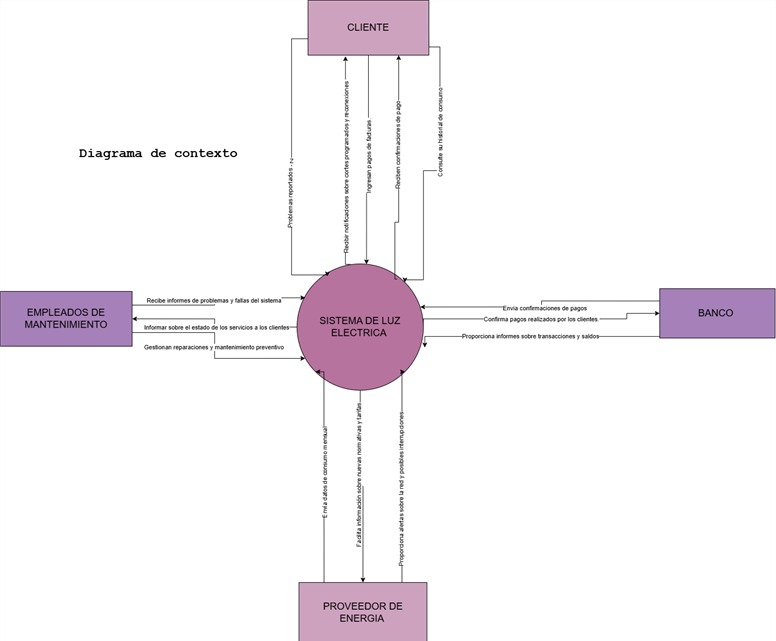 CLIENTE
Diagrama de contexto
Problemas reportados
Recibir notificaciones sobre cortes programados y reconexiones
Ingresan pagos de facturas
Reciben confirmaciones de pago
Consulte su historial de consumo
EMPLEADOS DE
MANTENIMIENTO
Recibe informes de problemas y fallas del sistema
Informar sobre el estado de los servicios a los clientes
Gestionan reparaciones y mantenimiento preventivo
SISTEMA DE LUZ
ELECTRICA
Envia confirmaciones de pagos
Confirma pagos realizados por los clientes.
Proporciona informes sobre transacciones y saldos
BANCO
Envía datos de consumo mensual
Facilita información sobre nuevas normativas y tarifas
Proporciona alertas sobre la red y posibles interrupciones
PROVEEDOR DE
ENERGIA